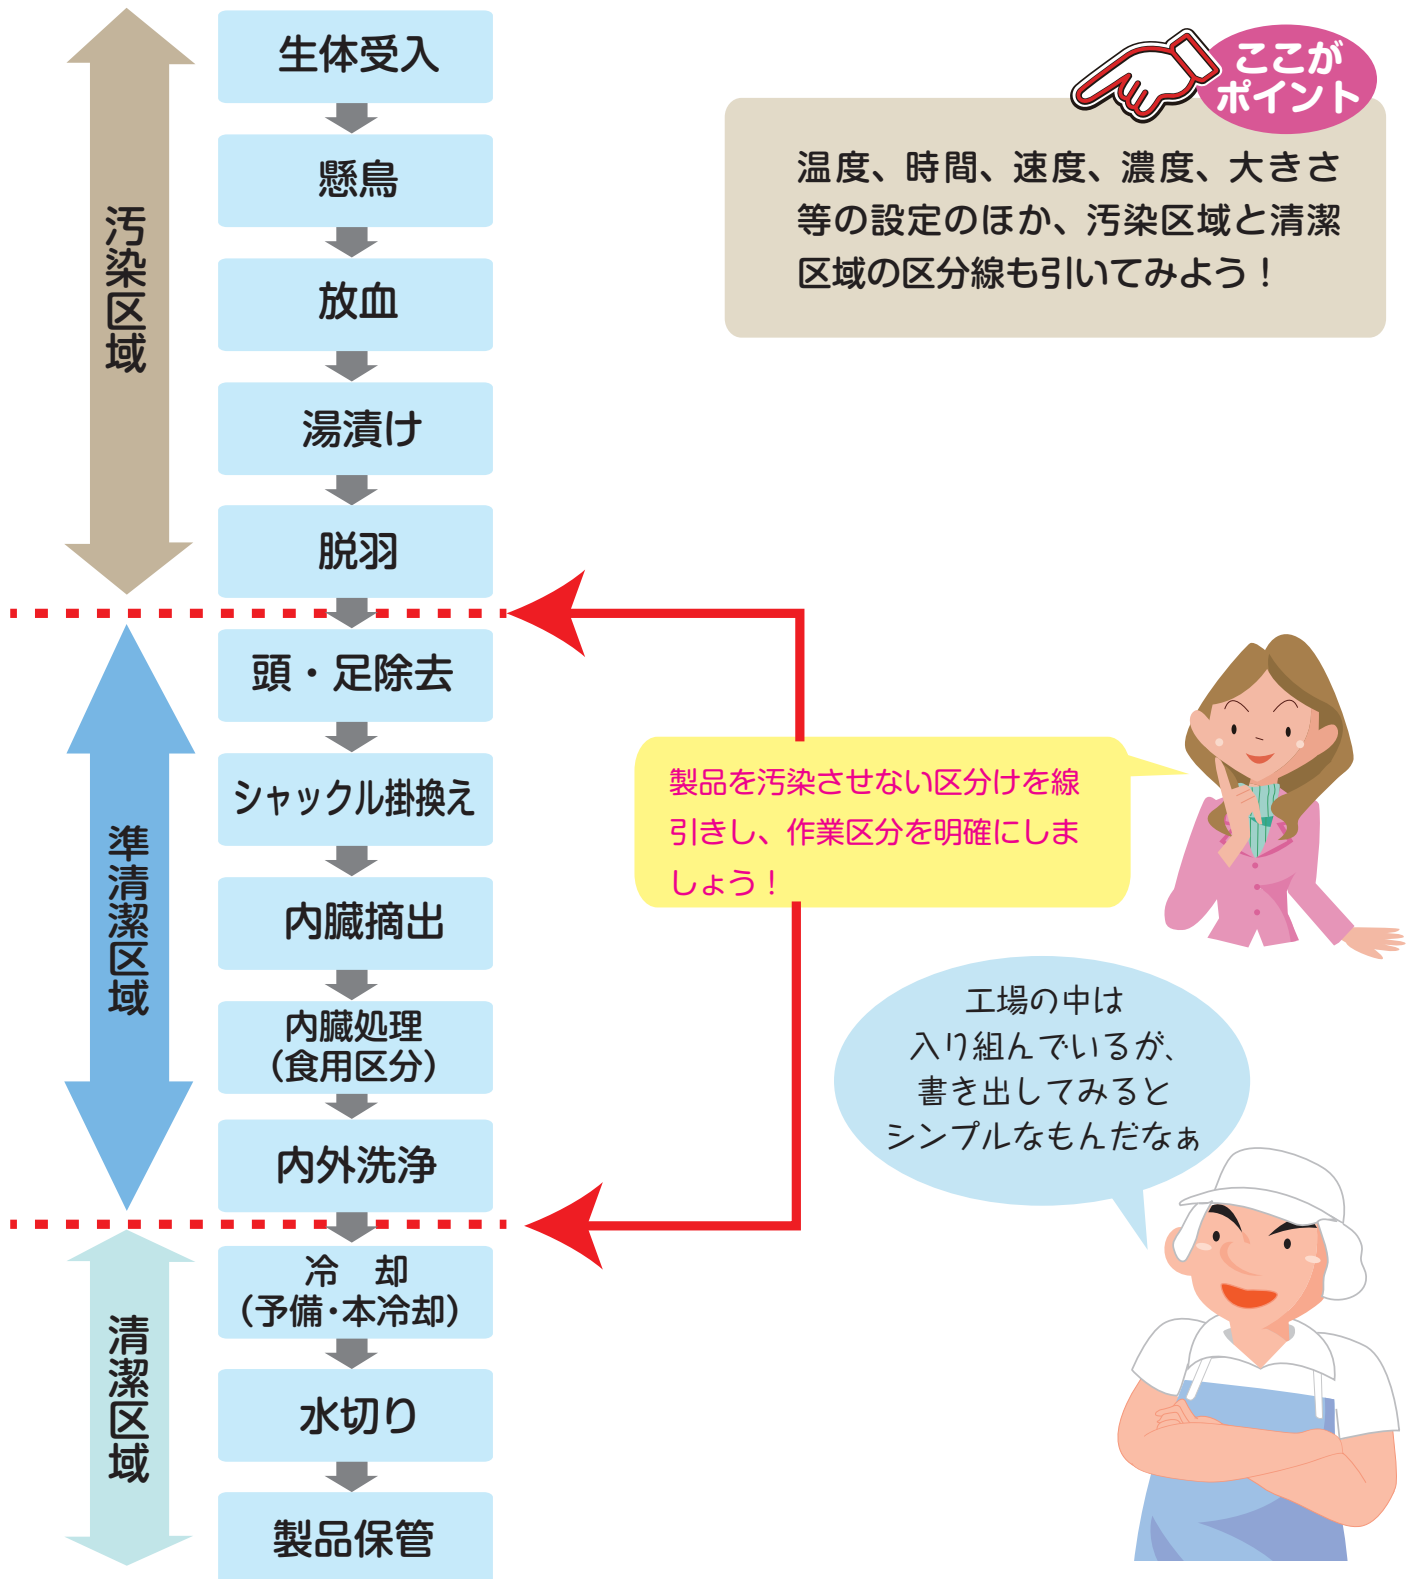 汚染区域
準清潔区域
清潔区域
生体受入
懸鳥
放血
湯漬け
脱羽
頭・足除去
シャックル掛換え
内臓摘出
内臓処理
（食用区分）
内外洗浄
冷　却
（予備・本冷却）
水切り
製品保管
ここが
ポイント
温度、時間、速度、濃度、大きさ
等の設定のほか、汚染区域と清潔
区域の区分線も引いてみよう！
製品を汚染させない区分けを線
引きし、作業区分を明確にしま
しょう！
工場の中は
入り組んでいるが、
書き出してみると
シンプルなもんだなぁ